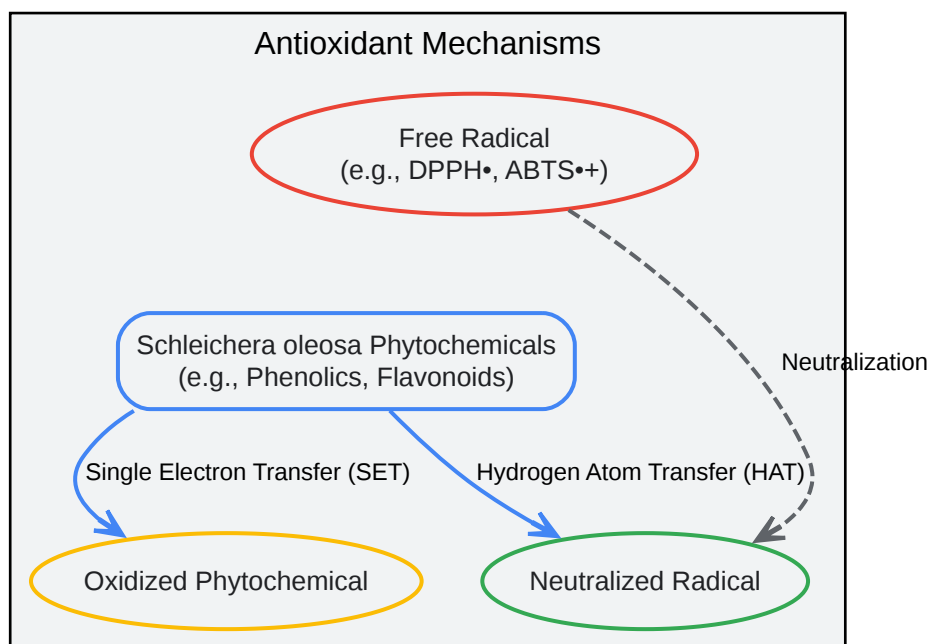 Antioxidant Mechanisms
Free Radical
(e.g., DPPH•, ABTS•+)
Schleichera oleosa Phytochemicals
(e.g., Phenolics, Flavonoids)
Neutralization
Single Electron Transfer (SET)
Hydrogen Atom Transfer (HAT)
Oxidized Phytochemical
Neutralized Radical